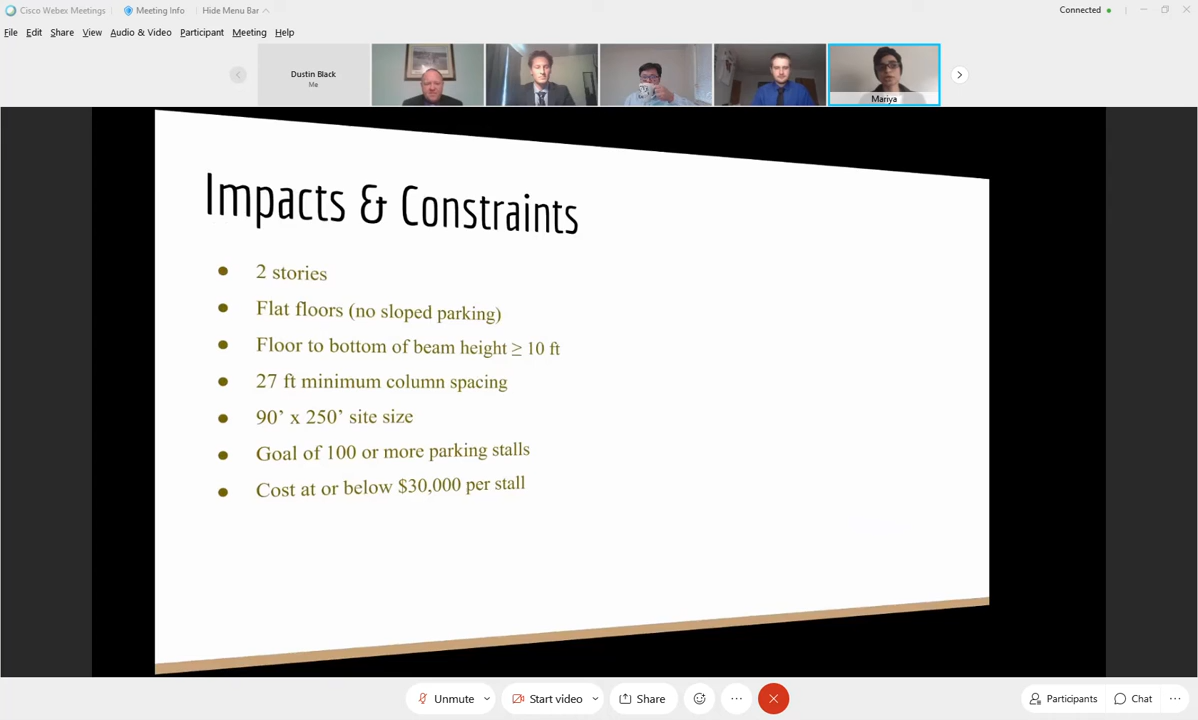 Cisco Webex Meetings
Meeting Info
Hide Menu Bar
Connected
File Edit Share View Audio & Video Participant Meeting Help
Dustin Black
Me
Mariya
Impacts & Constraints
● 2 stories
● Flat floors (no sloped parking)
● Floor to bottom of beam height ≥ 10 ft
● 27 ft minimum column spacing
● 90’ x 250’ site size
● Goal of 100 or more parking stalls
● Cost at or below $30,000 per stall
Unmute
Start video
Share
Participants
Chat